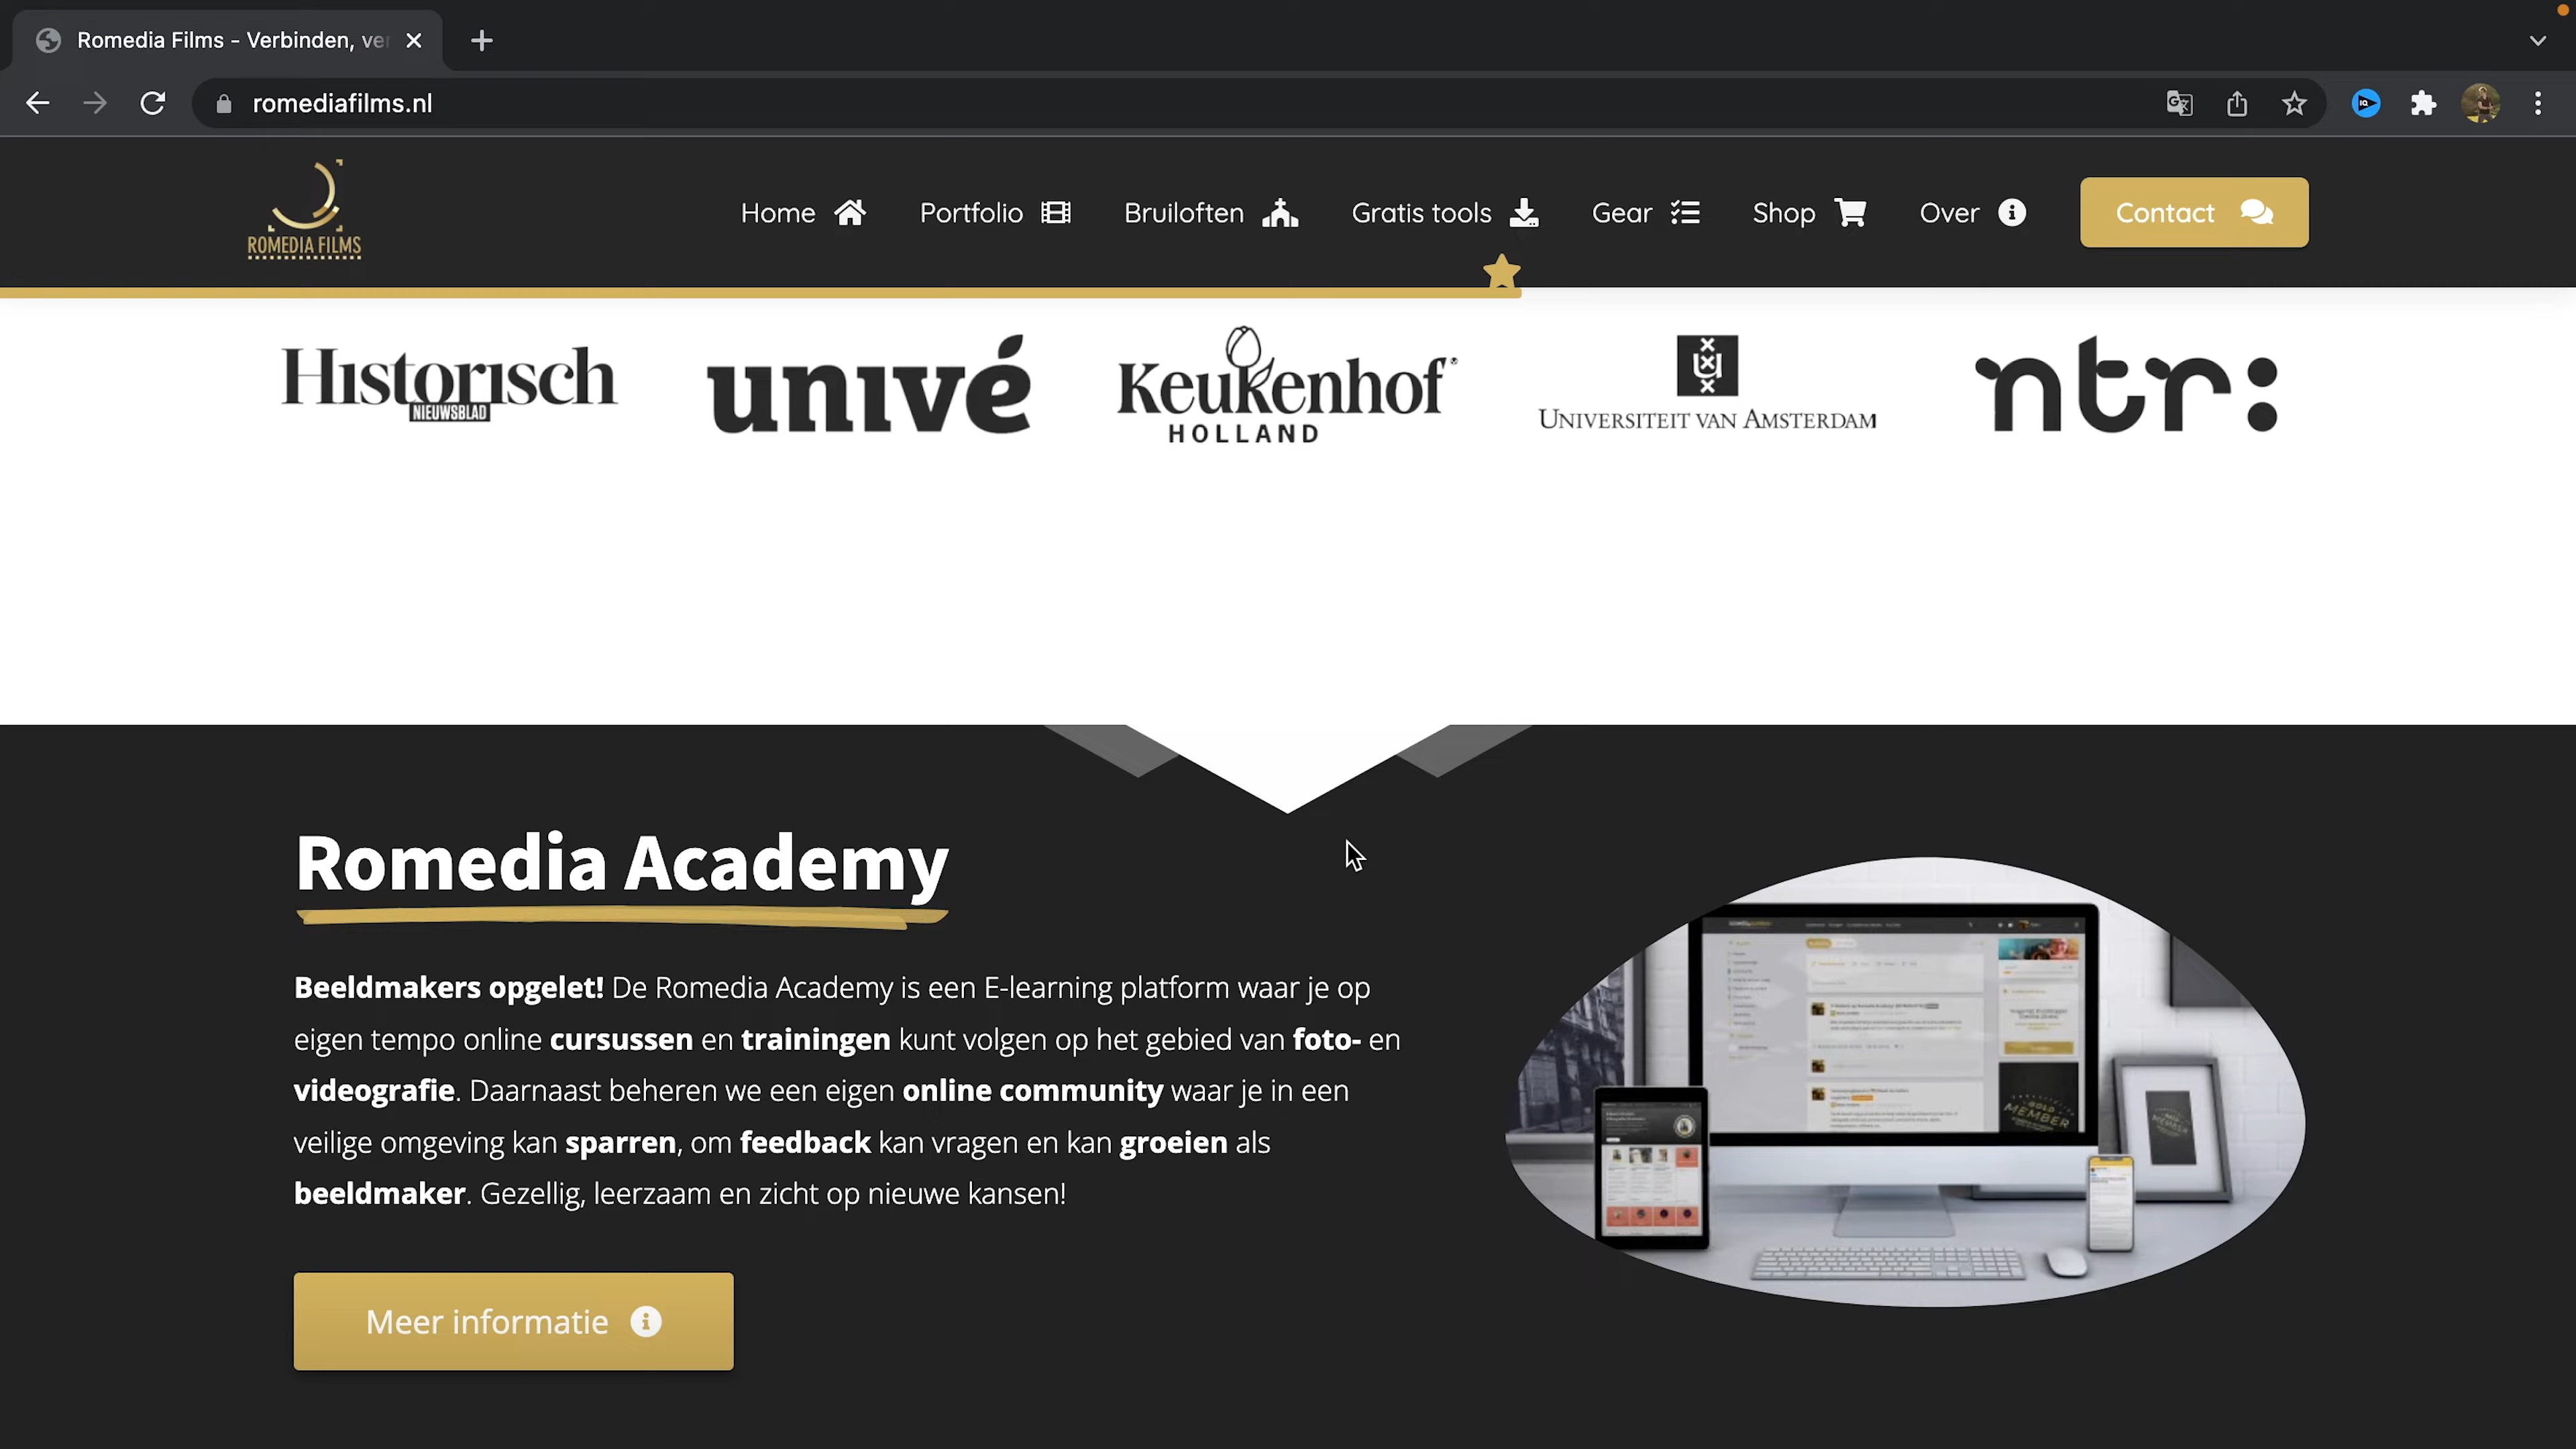 Romedia Films - Verbinden, ver
romediafilms.nl
ROMEDIA FILMS
Home
Portfolio
Bruiloften
Gratis tools
Gear
Shop
Over
Contact
Historisch
NIEUWSBLAD
univé
Keukenhof
HOLLAND
UNIVERSITEIT VAN AMSTERDAM
ntr:
Romedia Academy
Beeldmakers opgelet! De Romedia Academy is een E-learning platform waar je op
eigen tempo online cursussen en trainingen kunt volgen op het gebied van foto- en
videografie. Daarnaast beheren we een eigen online community waar je in een
veilige omgeving kan sparren, om feedback kan vragen en kan groeien als
beeldmaker. Gezellig, leerzaam en zicht op nieuwe kansen!
GOLD
MEMBER
Meer informatie